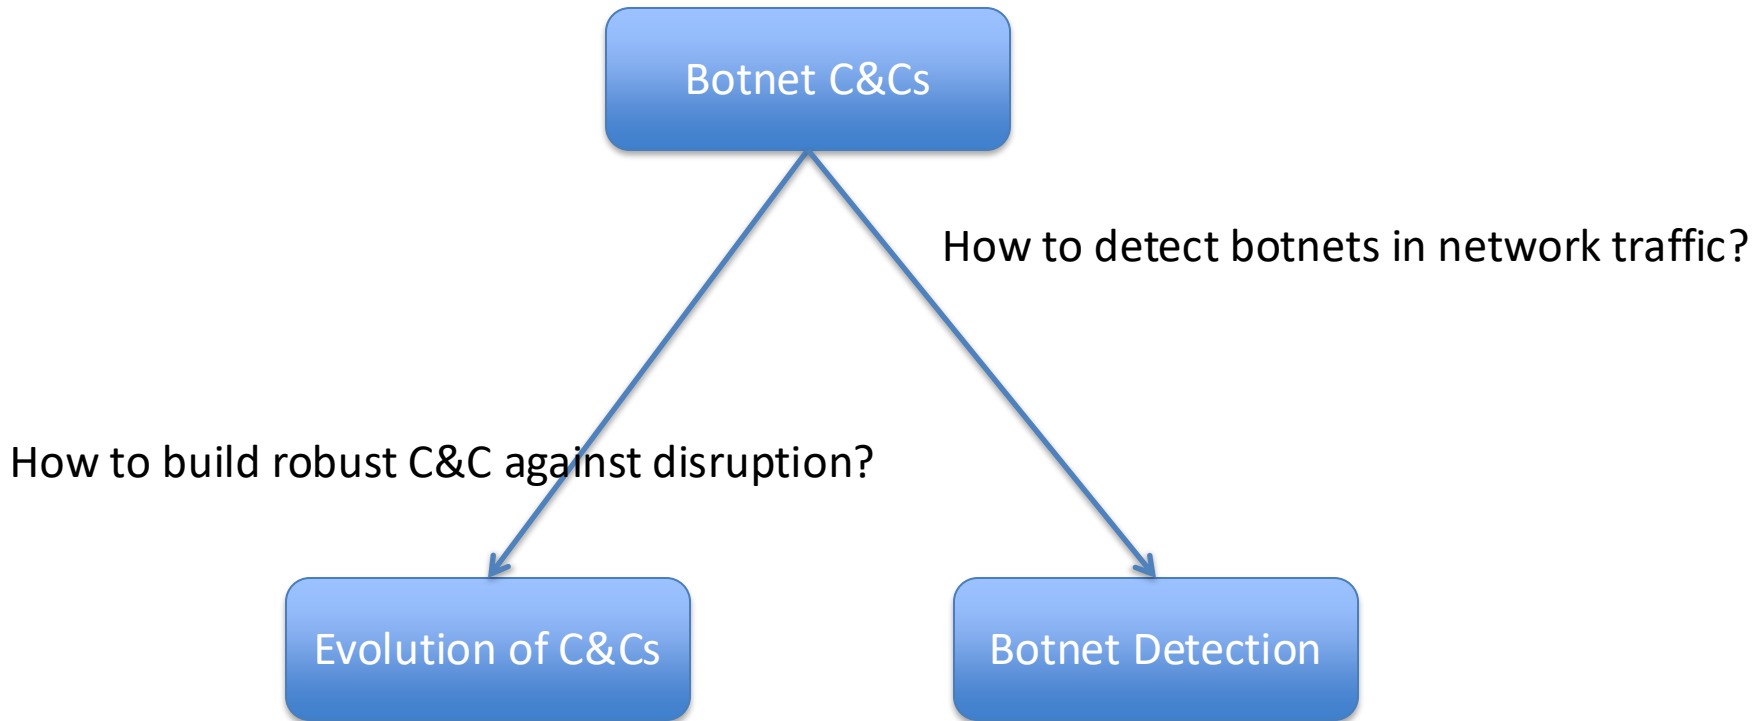 Botnet C&Cs
How to detect botnets in network traffic?
How to build robust C&C against disruption?
Evolution of C&Cs
Botnet Detection